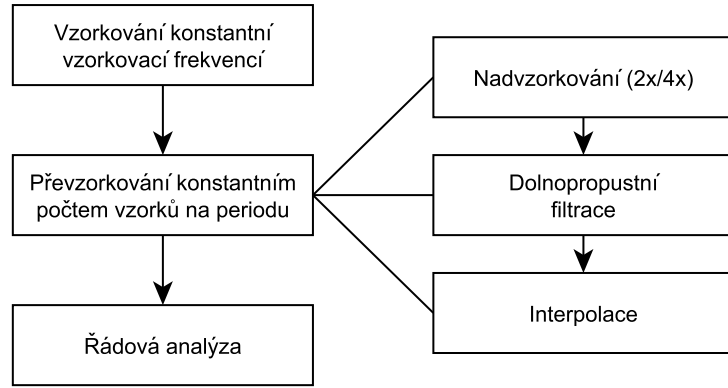 Vzorkování konstantní
vzorkovací frekvencí
Převzorkování konstantním
počtem vzorků na periodu
Řádová analýza
Nadvzorkování (2x/4x)
Dolnopropustní
filtrace
Interpolace